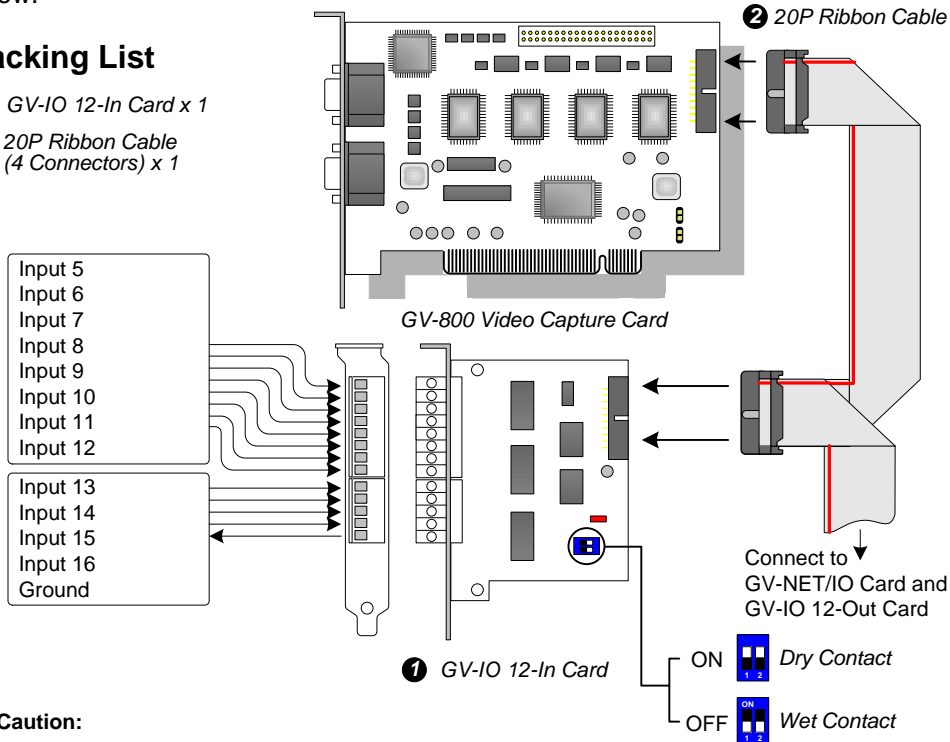 2 20P Ribbon Cable
acking List
GV-IO 12-In Card x 1
20P Ribbon Cable
(4 Connectors) x 1
GV-800 Video Capture Card
Input 5
Input 6
Input 7
Input 8
Input 9
Input 10
Input 11
Input 12
Input 13
Input 14
Input 15
Input 16
Ground
Connect to
GV-NET/IO Card and
GV-IO 12-Out Card
1 GV-IO 12-In Card
ON
1 2
Dry Contact
OFF
ON
1 2
Wet Contact
Caution: